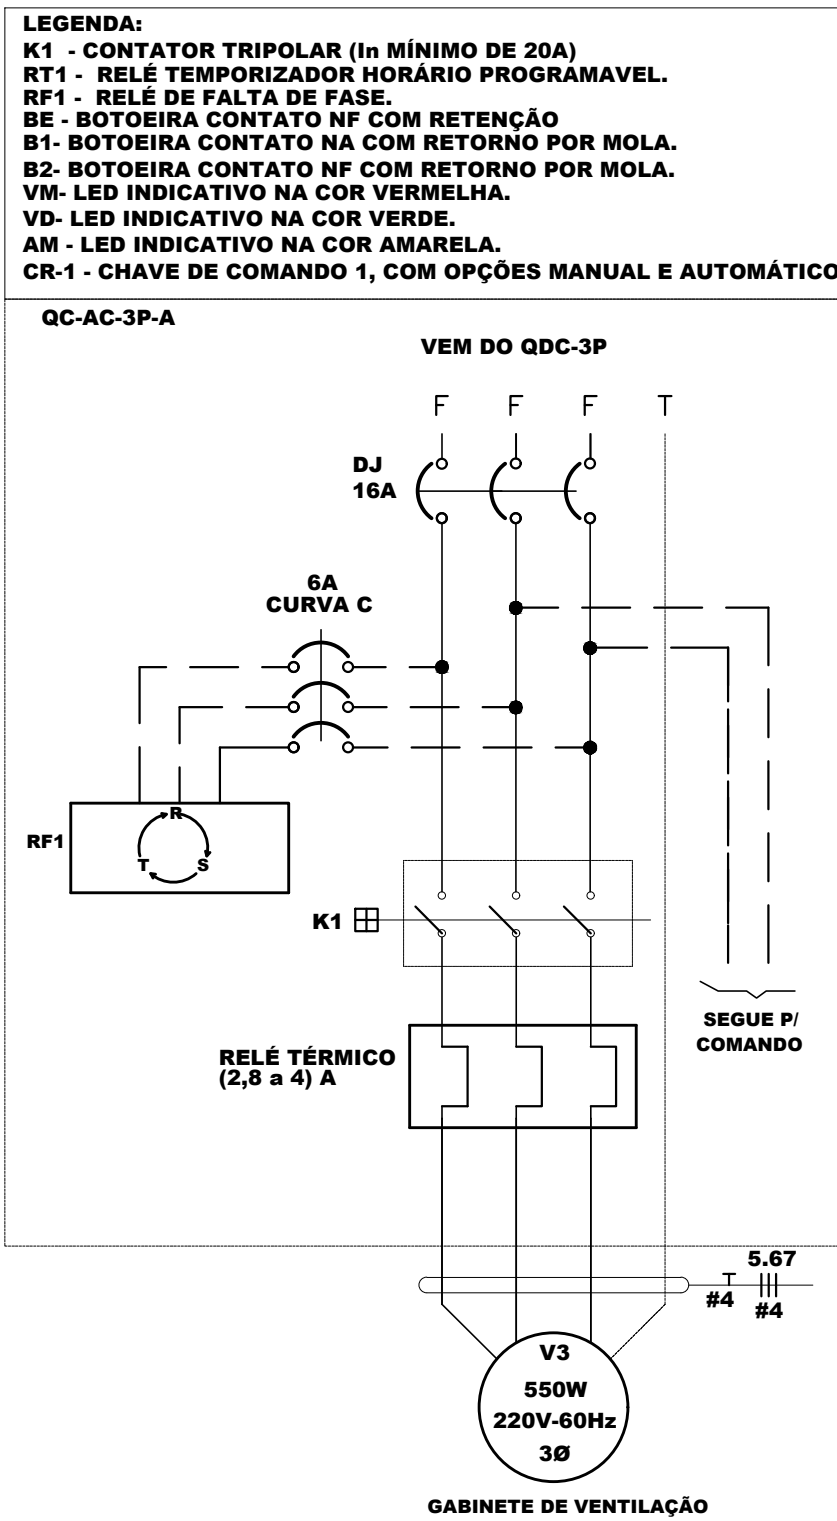 LEGENDA:
K1 - CONTATOR TRIPOLAR (In MÍNIMO DE 20A)
RT1 - RELÉ TEMPORIZADOR HORÁRIO PROGRAMAVEL.
RF1 - RELÉ DE FALTA DE FASE.
BE - BOTOEIRA CONTATO NF COM RETENÇÃO
B1- BOTOEIRA CONTATO NA COM RETORNO POR MOLA.
B2- BOTOEIRA CONTATO NF COM RETORNO POR MOLA.
VM- LED INDICATIVO NA COR VERMELHA.
VD- LED INDICATIVO NA COR VERDE.
AM - LED INDICATIVO NA COR AMARELA.
CR-1 - CHAVE DE COMANDO 1, COM OPÇÕES MANUAL E AUTOMÁTICO
QC-AC-3P-A
VEM DO QDC-3P
F F F T
DJ
16A
6A
CURVA C
RF1
R
T S
K1
SEGUE P/
COMANDO
RELÉ TÉRMICO
(2,8 a 4) A
5.67
T
#4
#4
V3
550W
220V-60Hz
3Ø
GABINETE DE VENTILAÇÃO